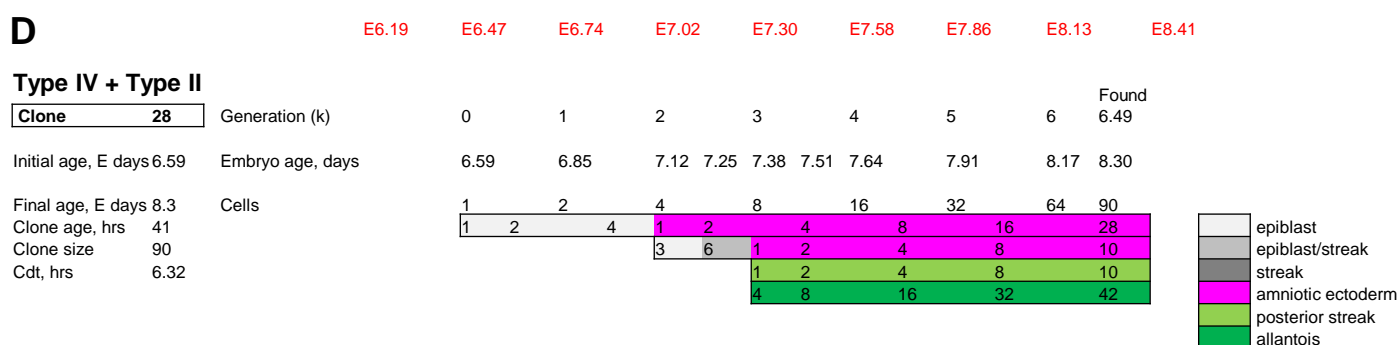 D E6.19 E6.47 E6.74 E7.02 E7.30 E7.58 E7.86 E8.13 E8.41
Type IV + Type II
Found
Clone 28 Generation (k) 0 1 2 3 4 5 6 6.49
Initial age, E days 6.59 Embryo age, days 6.59 6.85 7.12 7.25 7.38 7.51 7.64 7.91 8.17 8.30
Final age, E days 8.3 Cells 1 2 4 8 16 32 64 90
Clone age, hrs 41 1 2 4 1 2 4 8 16 28 epiblast
Clone size 90 3 6 1 2 4 8 10 epiblast/streak
Cdt, hrs 6.32 1 2 4 8 10 streak
4 8 16 32 42 amniotic ectoderm
posterior streak
allantois